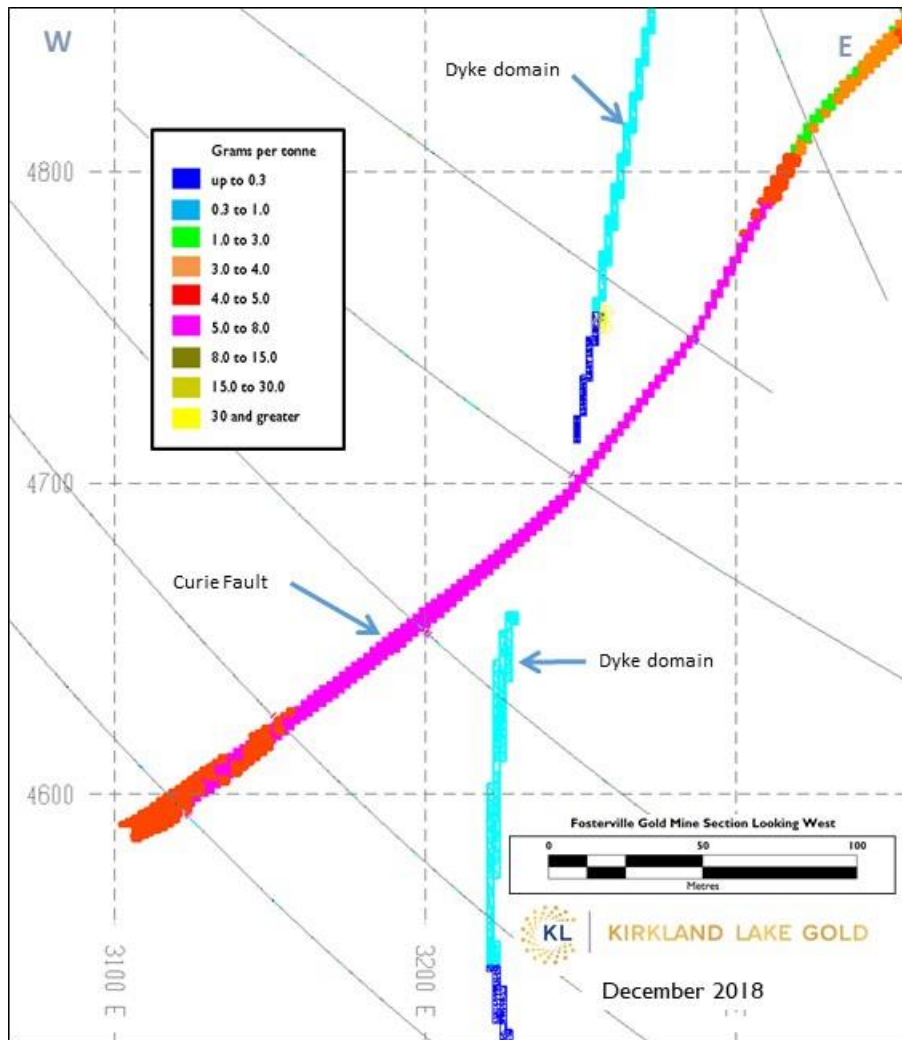 W
E
Dyke domain
Grams per tonne
up to 0.3
0.3 to 1.0
1.0 to 3.0
3.0 to 4.0
4.0 to 5.0
5.0 to 8.0
8.0 to 15.0
15.0 to 30.0
30 and greater
4800
4700
Curie Fault
Dyke domain
4600
Fosterville Gold Mine Section Looking West
0 50 100
Metres
KL KIRKLAND LAKE GOLD
3100 E
3200 E
December 2018